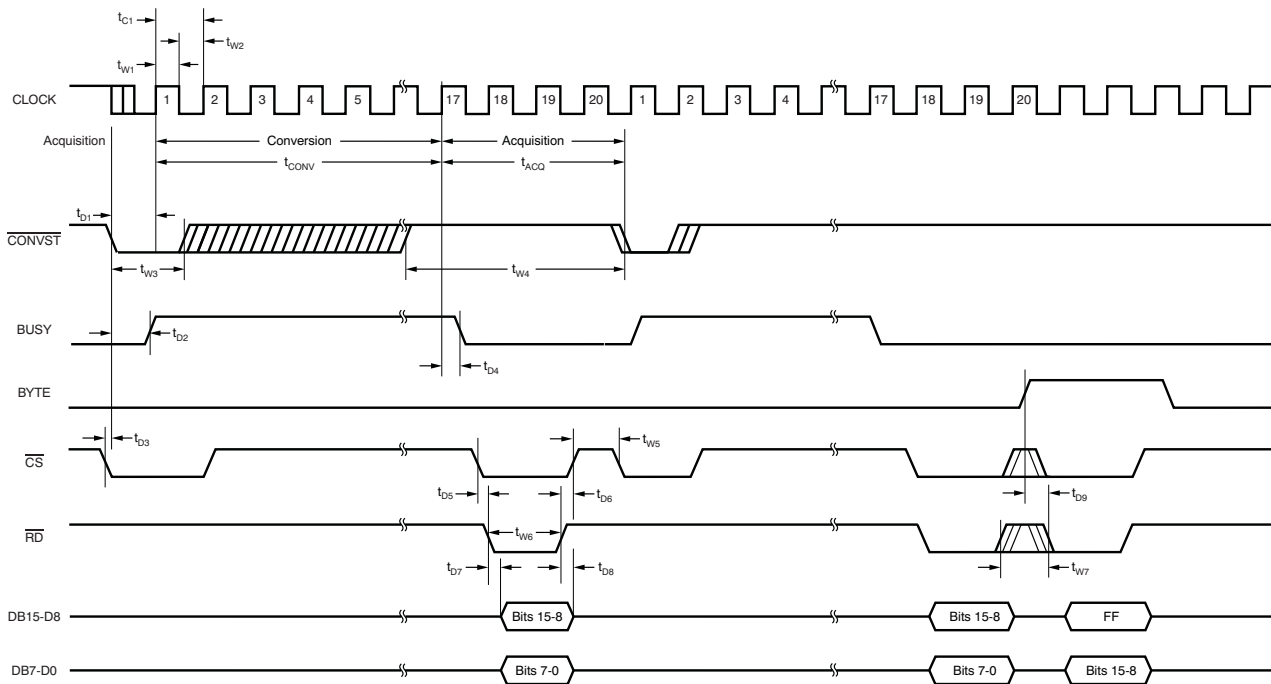 tC1
tW2
tW1
CLOCK 1 2 3 4 5 17 18 19 20 1 2 3 4 17 18 19 20
Acquisition Conversion Acquisition
tCONV tACQ
tD1
CONVST
tW3 tW4
BUSY
tD2
tD4
BYTE
tD3 tW5
CS
tD5 tD6 tD9
RD
tW6
tD7 tD8 tW7
DB15-D8 Bits 15-8 Bits 15-8 FF
DB7-D0 Bits 7-0 Bits 7-0 Bits 15-8